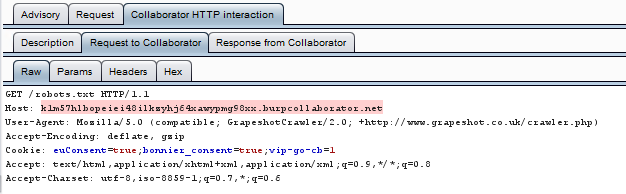 Advisory Request Collaborator HTTP interaction
Description Request to Collaborator Response from Collaborator
Raw Params Headers Hex
GET /robots.txt HTTP/1.1
Host: k1m57hlbopeiei48ilkzyhj64xawypmg98xx.burpcollaborator.net
User-Agent: Mozilla/5.0 (compatible; GrapeshotCrawler/2.0; +http://www.grapeshot.co.uk/crawler.php)
Accept-Encoding: deflate, gzip
Cookie: euConsent=true;bonnier_consent=true;vip-go-cb=1
Accept: text/html,application/xhtml+xml,application/xml;q=0.9,*/*;q=0.8
Accept-Charset: utf-8,iso-8859-1;q=0.7,*;q=0.6